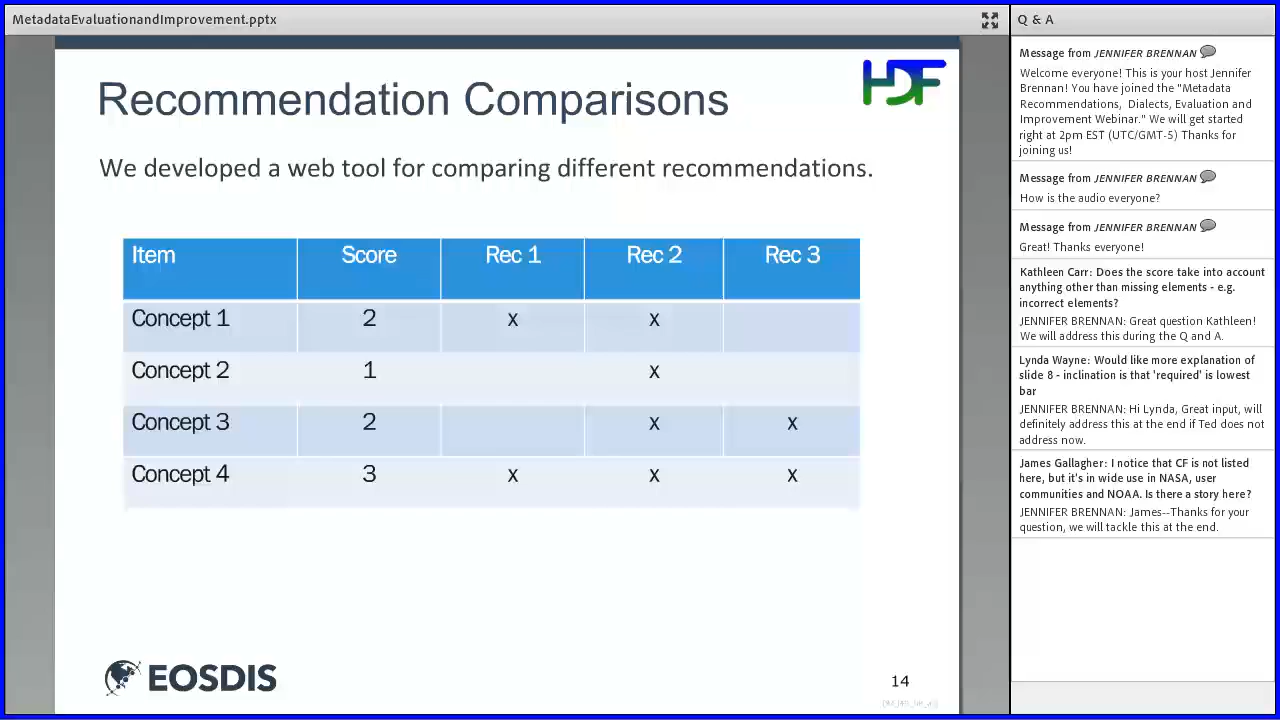 MetadataEvaluationandImprovement.pptx
Recommendation Comparisons
HDF
We developed a web tool for comparing different recommendations.
Item Score Rec 1 Rec 2 Rec 3
Concept 1 2 x x
Concept 2 1 x
Concept 3 2 x x
Concept 4 3 x x x
EOSDIS
14
Q & A
Message from JENNIFER BRENNAN
Welcome everyone! This is your host Jennifer
Brennan! You have joined the "Metadata
Recommendations, Dialects, Evaluation and
Improvement Webinar." We will get started
right at 2pm EST (UTC/GMT-5) Thanks for
joining us!
Message from JENNIFER BRENNAN
How is the audio everyone?
Message from JENNIFER BRENNAN
Great! Thanks everyone!
Kathleen Carr: Does the score take into account
anything other than missing elements - e.g.
incorrect elements?
JENNIFER BRENNAN: Great question Kathleen!
We will address this during the Q and A.
Lynda Wayne: Would like more explanation of
slide 8 - inclination is that 'required' is lowest
bar
JENNIFER BRENNAN: Hi Lynda, Great input, will
definitely address this at the end if Ted does not
address now.
James Gallagher: I notice that CF is not listed
here, but it's in wide use in NASA, user
communities and NOAA. Is there a story here?
JENNIFER BRENNAN: James--Thanks for your
question, we will tackle this at the end.